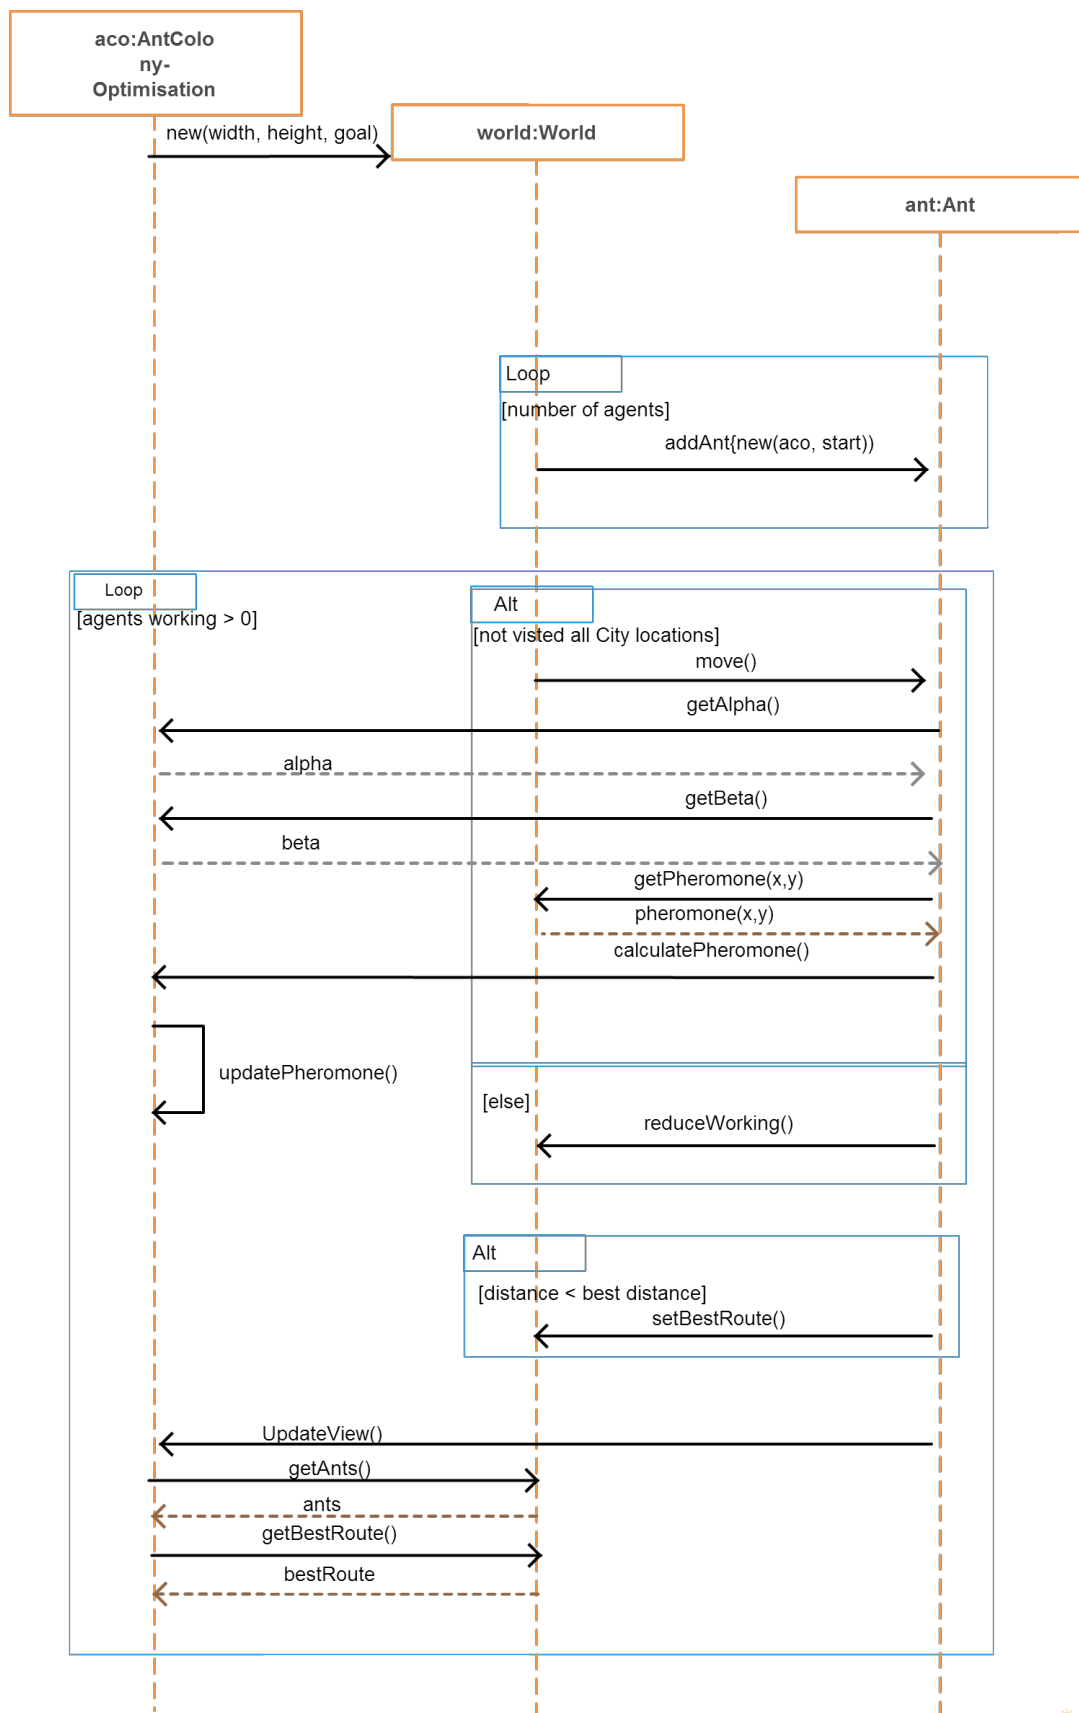 aco:AntColo
ny-
Optimisation
new(width, height, goal)
world:World
ant:Ant
Loop
[number of agents]
addAnt{new(aco, start))
Loop
[agents working > 0]
Alt
[not visted all City locations]
move()
getAlpha()
alpha
getBeta()
beta
getPheromone(x,y)
pheromone(x,y)
calculatePheromone()
updatePheromone()
[else]
reduceWorking()
Alt
[distance < best distance]
setBestRoute()
UpdateView()
getAnts()
ants
getBestRoute()
bestRoute